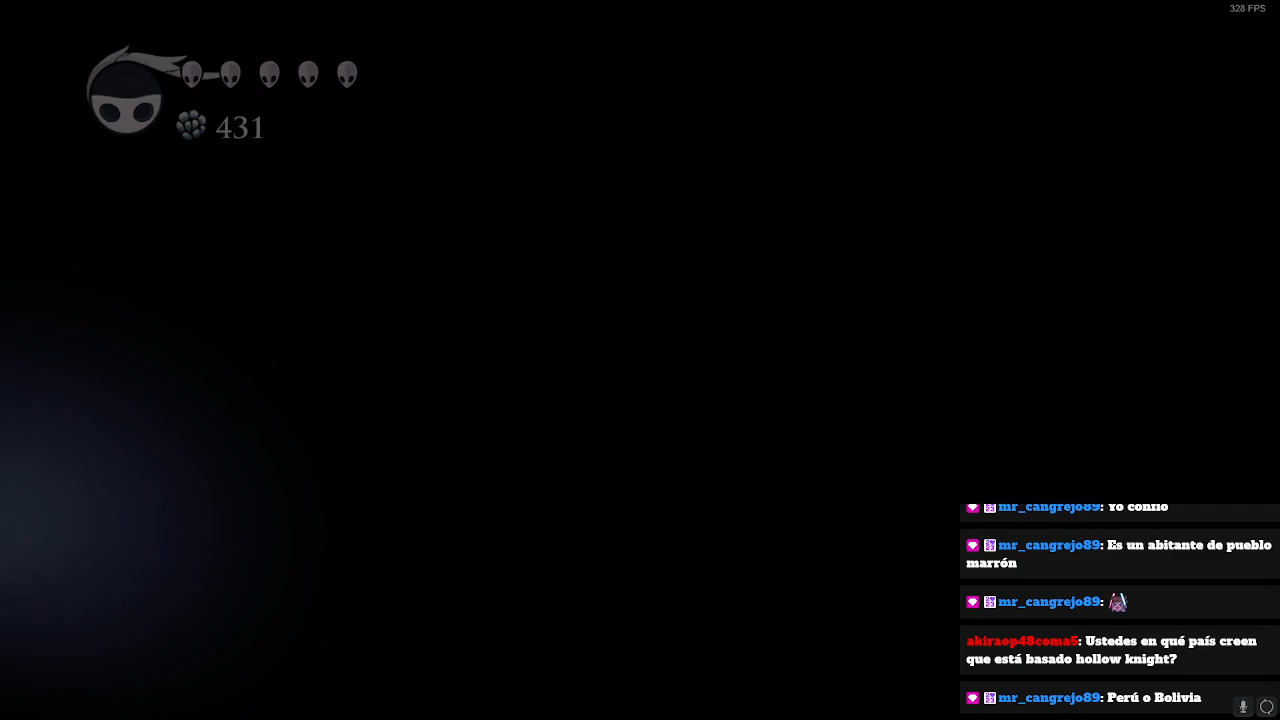 328 FPS
431
mr_cangrejo89: Yo confio
mr_cangrejo89: Es un abitante de pueblo
marrón
mr_cangrejo89:
akiraop48coma5: Ustedes en qué país creen
que está basado hollow knight?
mr_cangrejo89: Perú o Bolivia